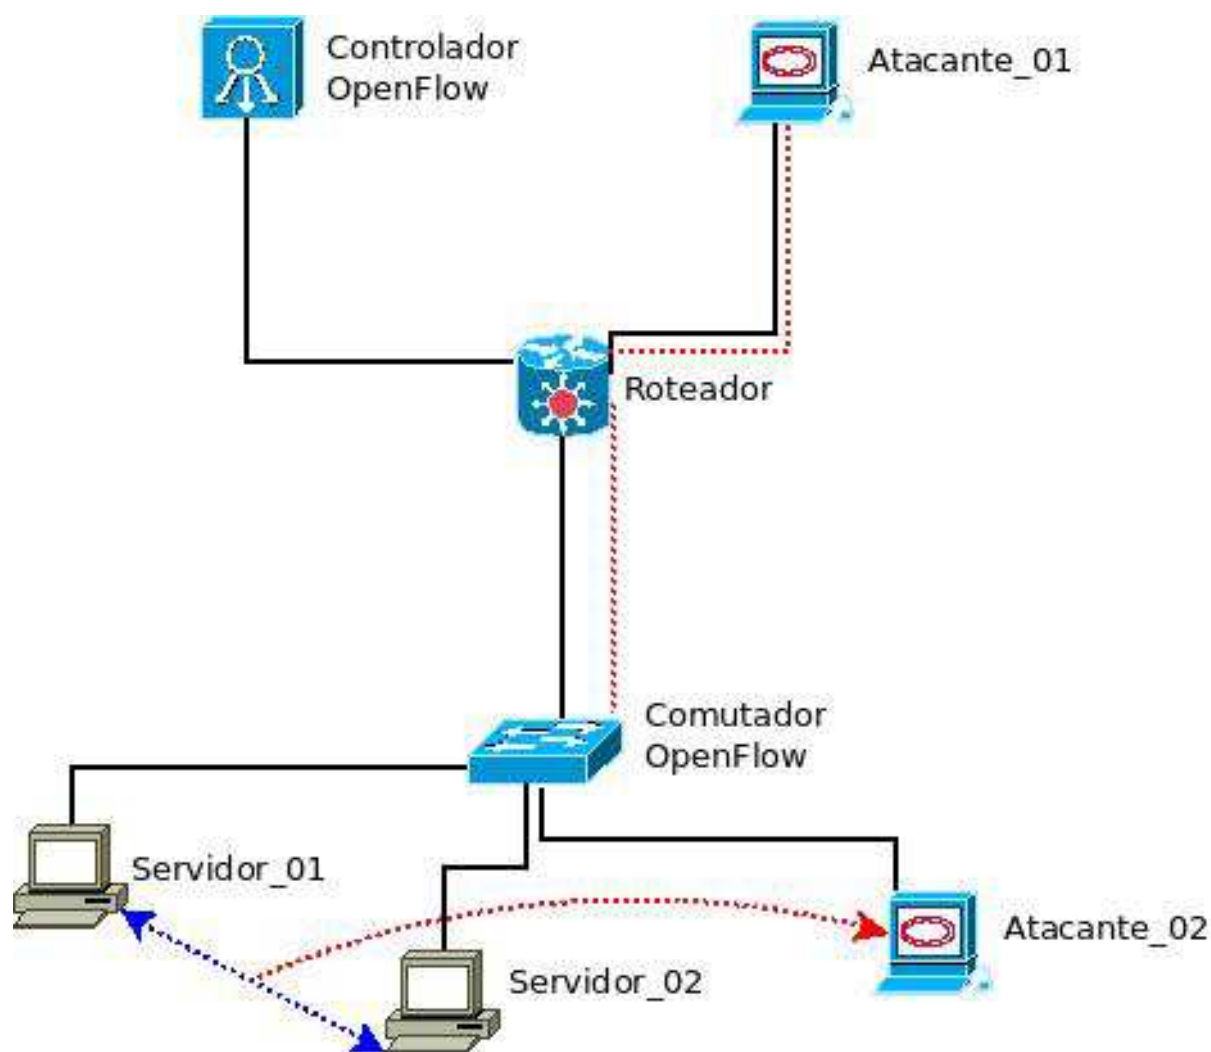 Controlador
OpenFlow
Atacante_01
Roteador
Comutador
OpenFlow
Servidor_01
Atacante_02
Servidor_02